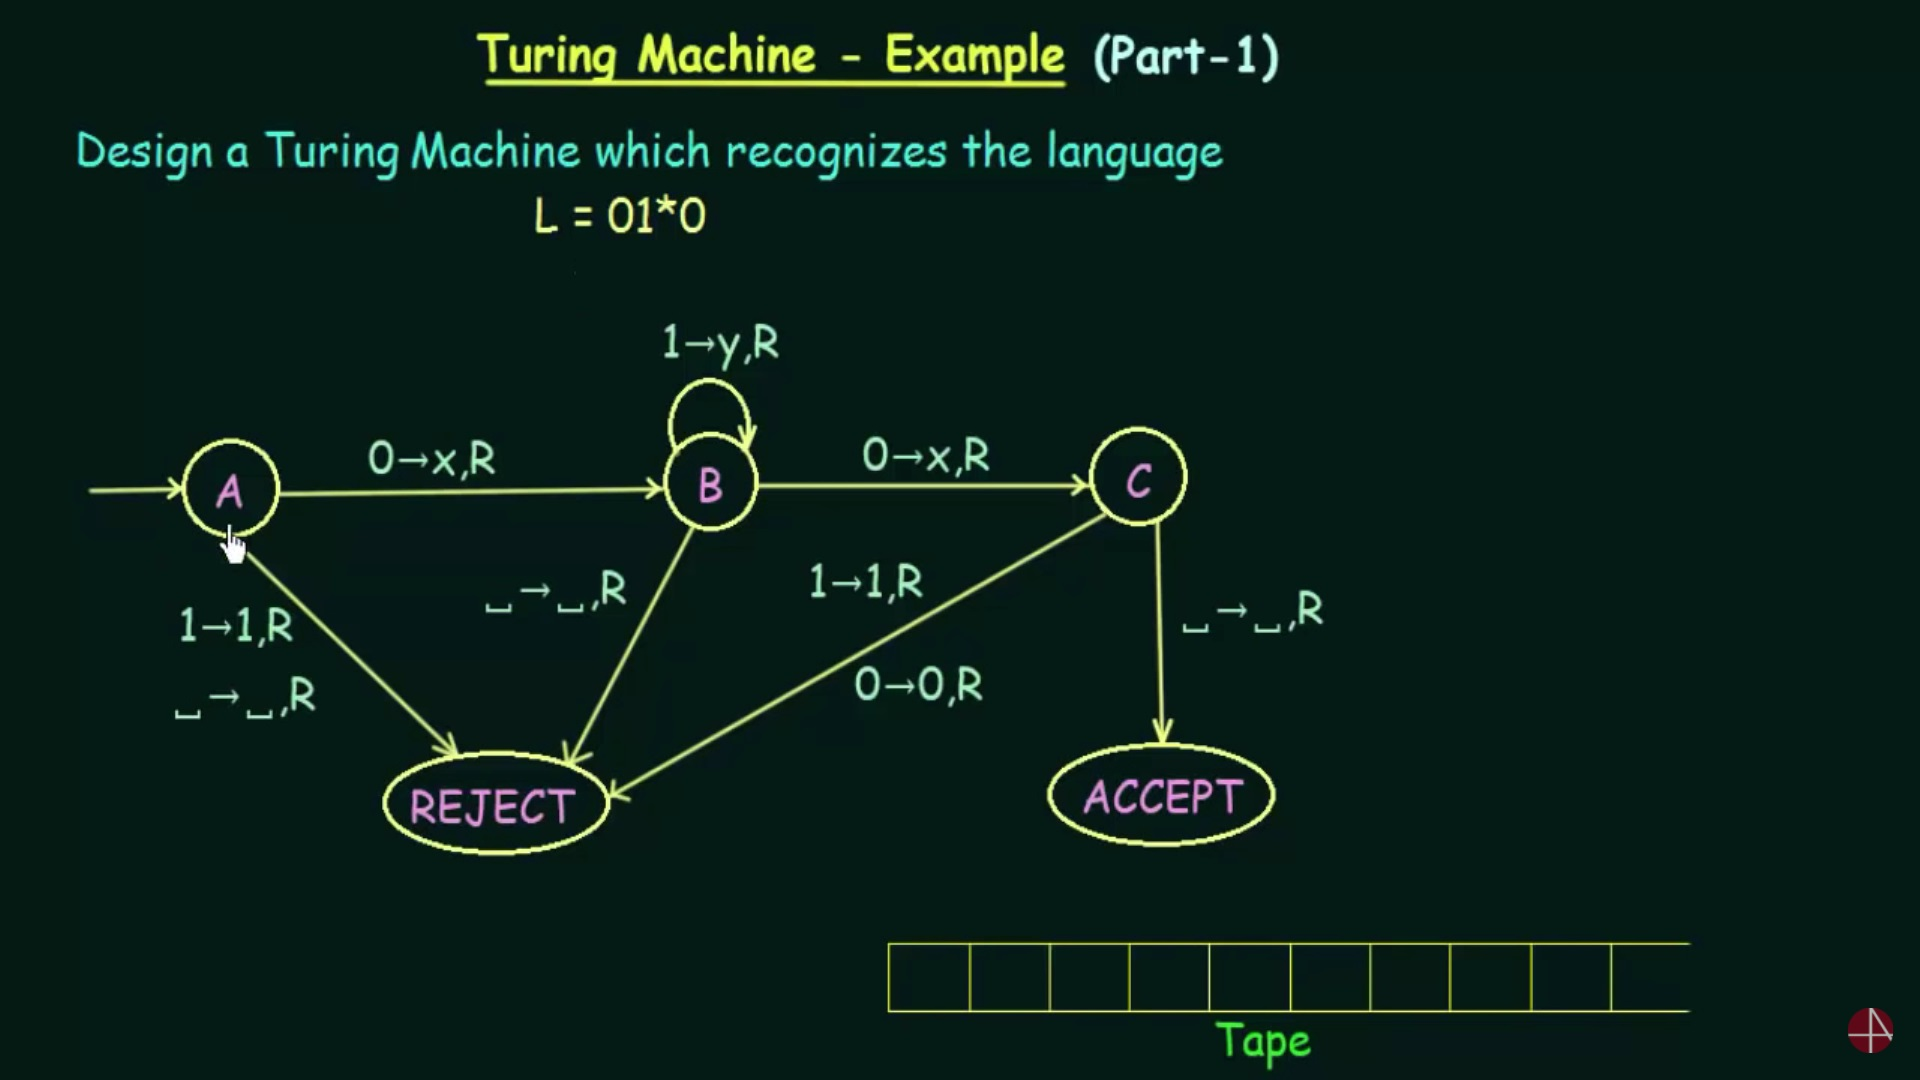 Turing Machine - Example (Part-1)
Design a Turing Machine which recognizes the language
L = 01*0
1→y,R
0→x,R
0→x,R
A
B
C
1→1,R
␣→␣,R
␣→␣,R
1→1,R
0→0,R
␣→␣,R
REJECT
ACCEPT
Tape